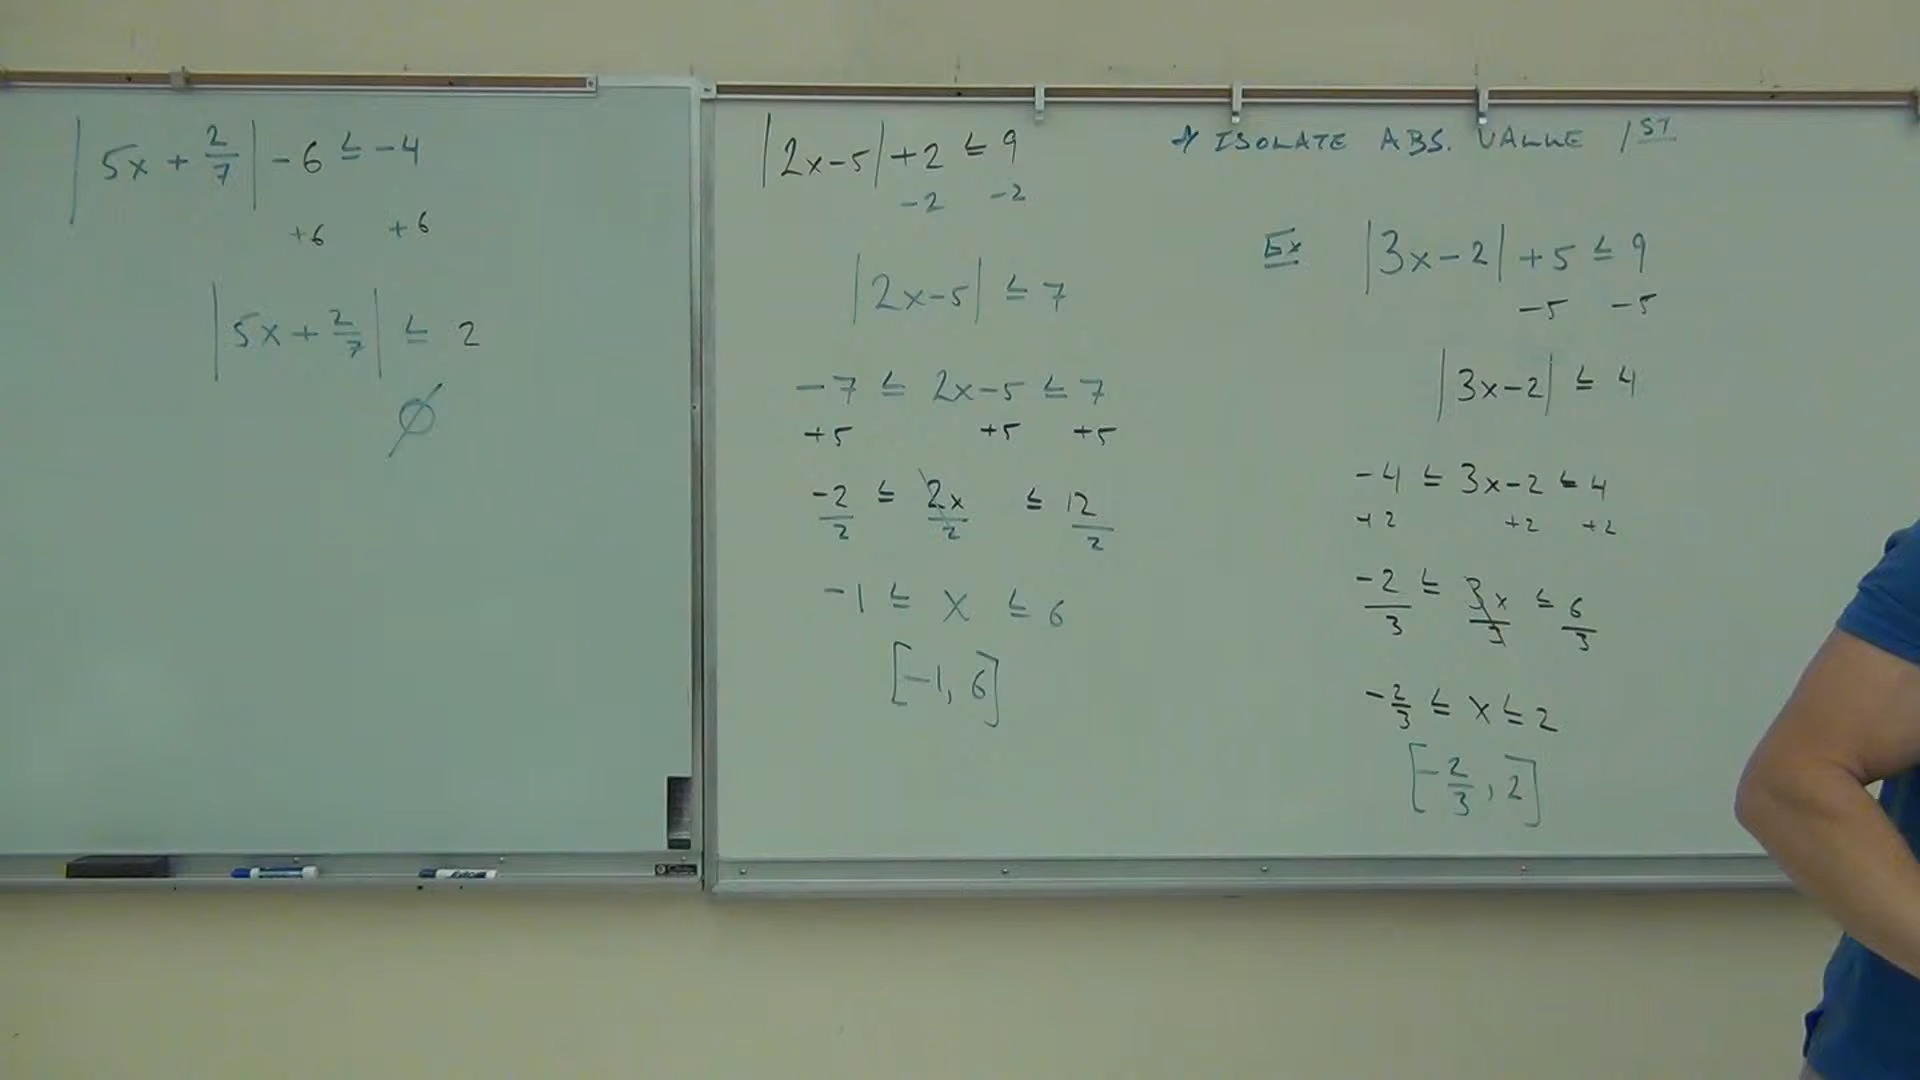 |5x + 2/7| - 6 ≤ -4
+6 +6
|5x + 2/7| ≤ 2
∅
|2x-5| + 2 ≤ 9
-2 -2
|2x-5| ≤ 7
-7 ≤ 2x-5 ≤ 7
+5 +5 +5
-2/2 ≤ 2x/2 ≤ 12/2
-1 ≤ x ≤ 6
[-1, 6]
* ISOLATE ABS. VALUE 1ST
Ex |3x-2| + 5 ≤ 9
-5 -5
|3x-2| ≤ 4
-4 ≤ 3x-2 ≤ 4
+2 +2 +2
-2/3 ≤ 3x/3 ≤ 6/3
-2/3 ≤ x ≤ 2
[-2/3, 2]